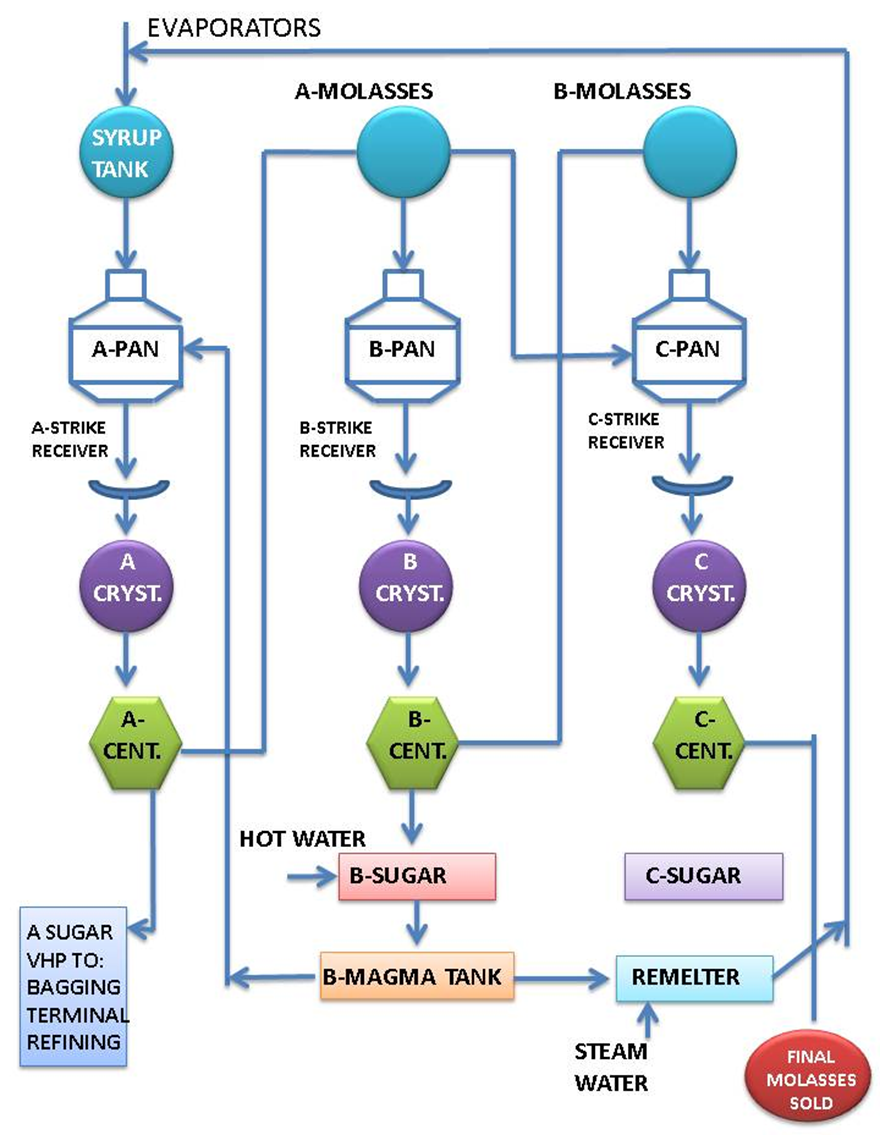 EVAPORATORS
A-MOLASSES
B-MOLASSES
SYRUP
TANK
A-PAN
B-PAN
C-PAN
A-STRIKE
RECEIVER
B-STRIKE
RECEIVER
C-STRIKE
RECEIVER
A
CRYST.
B
CRYST.
C
CRYST.
A-
CENT.
B-
CENT.
C-
CENT.
HOT WATER
B-SUGAR
C-SUGAR
A SUGAR
VHP TO:
BAGGING
TERMINAL
REFINING
B-MAGMA TANK
REMELTER
STEAM
WATER
FINAL
MOLASSES
SOLD